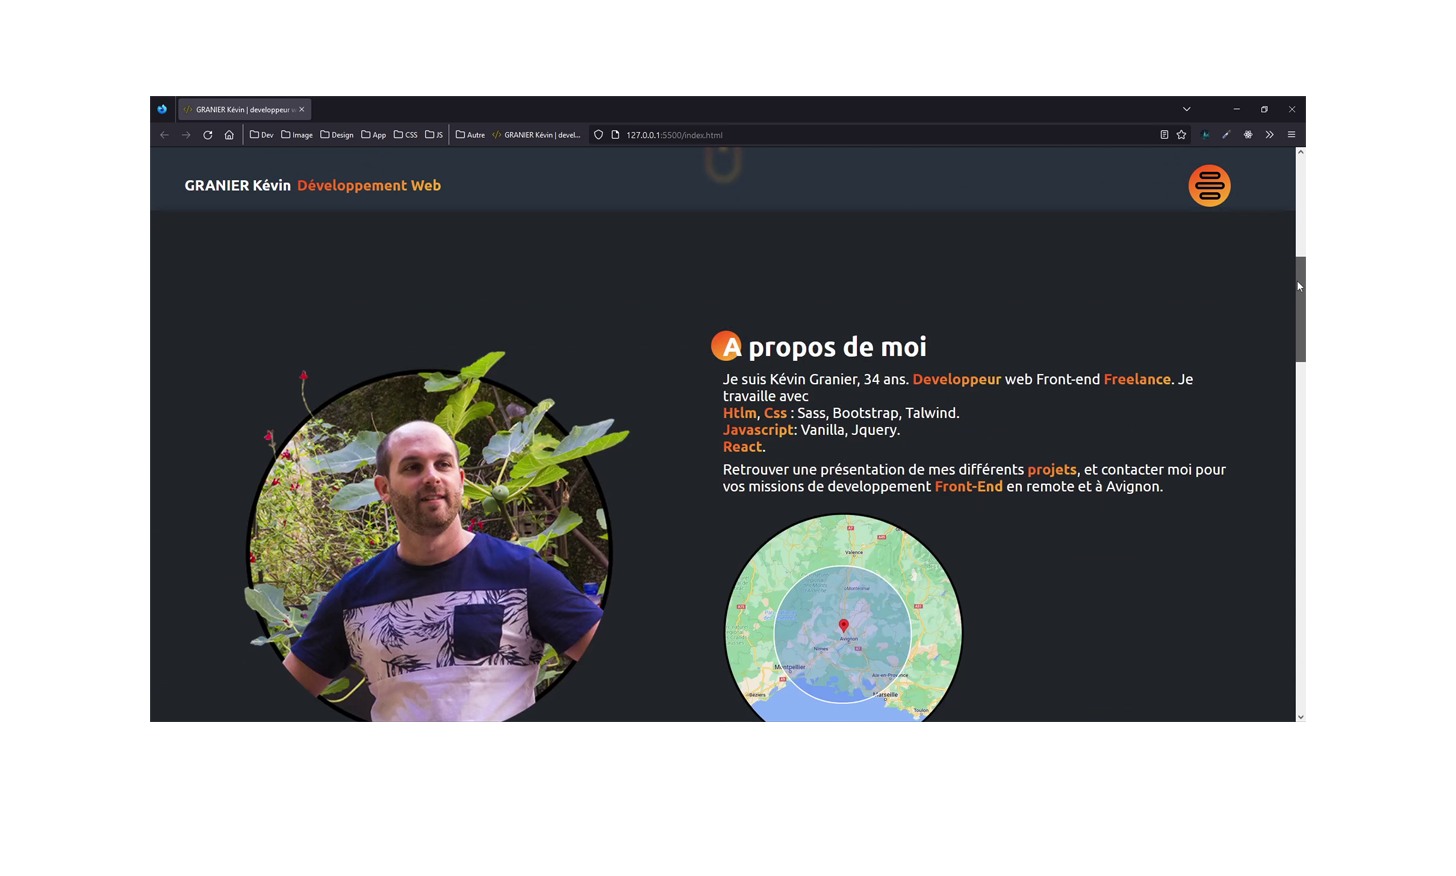 GRANIER Kévin | developpeur w
Dev Image Design App CSS JS Autre GRANIER Kévin | devel... 127.0.0.1:5500/index.html
GRANIER Kévin Développement Web
A propos de moi
Je suis Kévin Granier, 34 ans. Developpeur web Front-end Freelance. Je
travaille avec
Htlm, Css : Sass, Bootstrap, Talwind.
Javascript: Vanilla, Jquery.
React.
Retrouver une présentation de mes différents projets, et contacter moi pour
vos missions de developpement Front-End en remote et à Avignon.
Valence
Montélimar
Avignon
Nîmes
Montpellier
Aix-en-Provence
Béziers
Marseille
Toulon